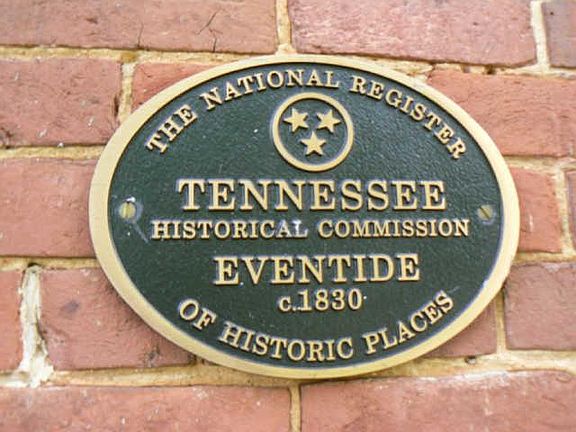 THE NATIONAL REGISTER
TENNESSEE
HISTORICAL COMMISSION
EVENTIDE
c.1830
OF HISTORIC PLACES